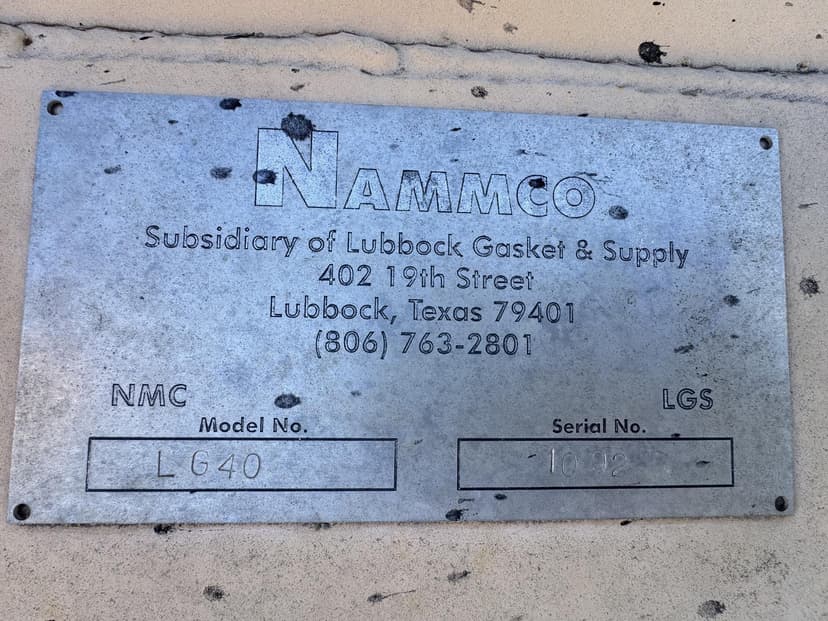 NAMMCO
Subsidiary of Lubbock Gasket & Supply
402 19th Street
Lubbock, Texas 79401
(806) 763-2801
NMC LGS
Model No. Serial No.
LG40